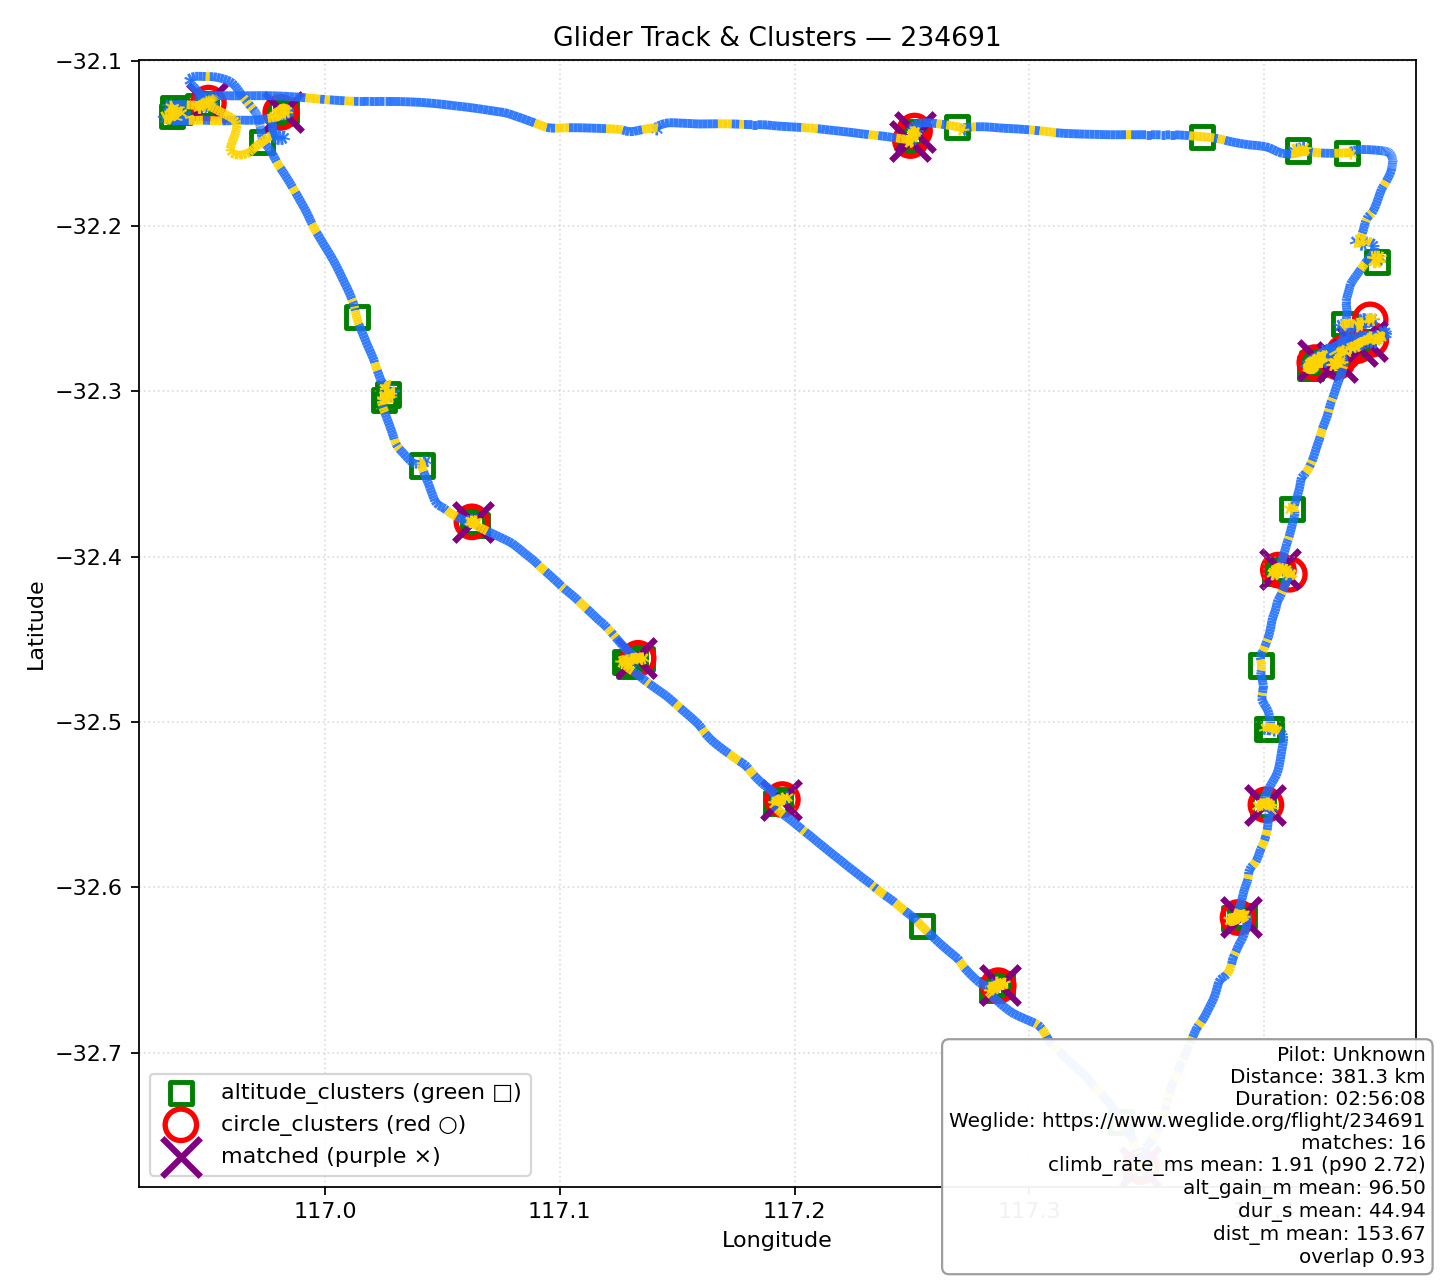 Glider Track & Clusters — 234691
−32.1
−32.2
−32.3
−32.4
−32.5
−32.6
−32.7
Latitude
117.0
117.1
117.2
117.3
Longitude
altitude_clusters (green □)
circle_clusters (red ○)
matched (purple ×)
Pilot: Unknown
Distance: 381.3 km
Duration: 02:56:08
Weglide: https://www.weglide.org/flight/234691
matches: 16
climb_rate_ms mean: 1.91 (p90 2.72)
alt_gain_m mean: 96.50
dur_s mean: 44.94
dist_m mean: 153.67
overlap 0.93